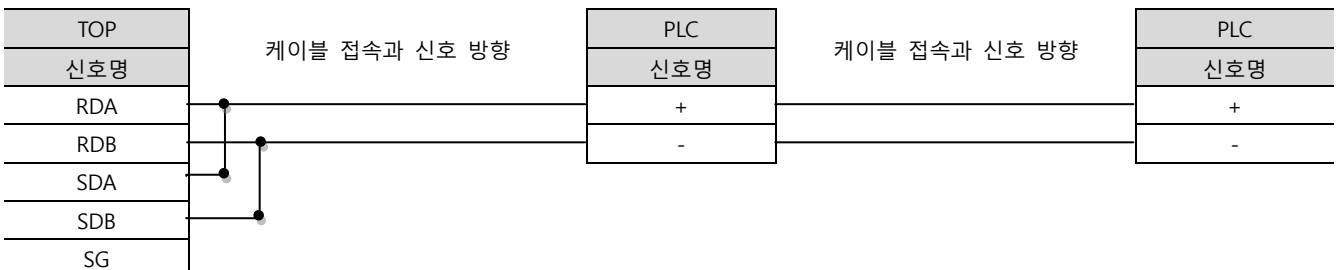 TOP
케이블 접속과 신호 방향
PLC
케이블 접속과 신호 방향
PLC
신호명
신호명
신호명
RDA
+
+
RDB
-
-
SDA
SDB
SG